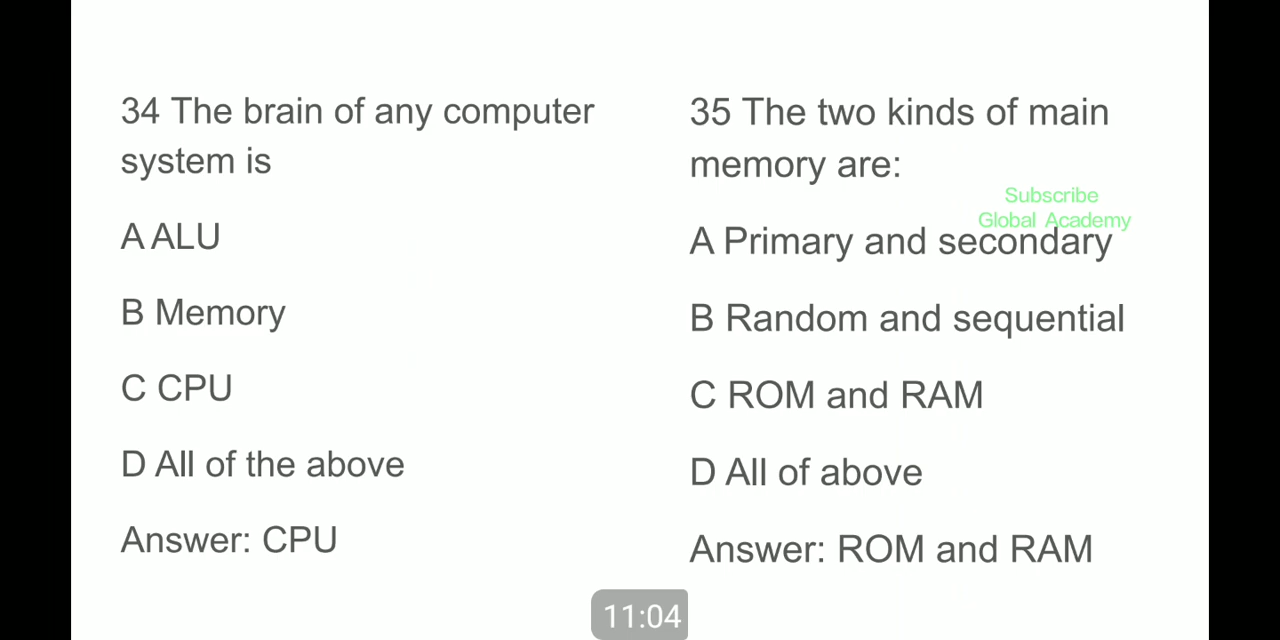 34 The brain of any computer
system is
A ALU
B Memory
C CPU
D All of the above
Answer: CPU
35 The two kinds of main
memory are:
Subscribe
Global Academy
A Primary and secondary
B Random and sequential
C ROM and RAM
D All of above
Answer: ROM and RAM
11:04